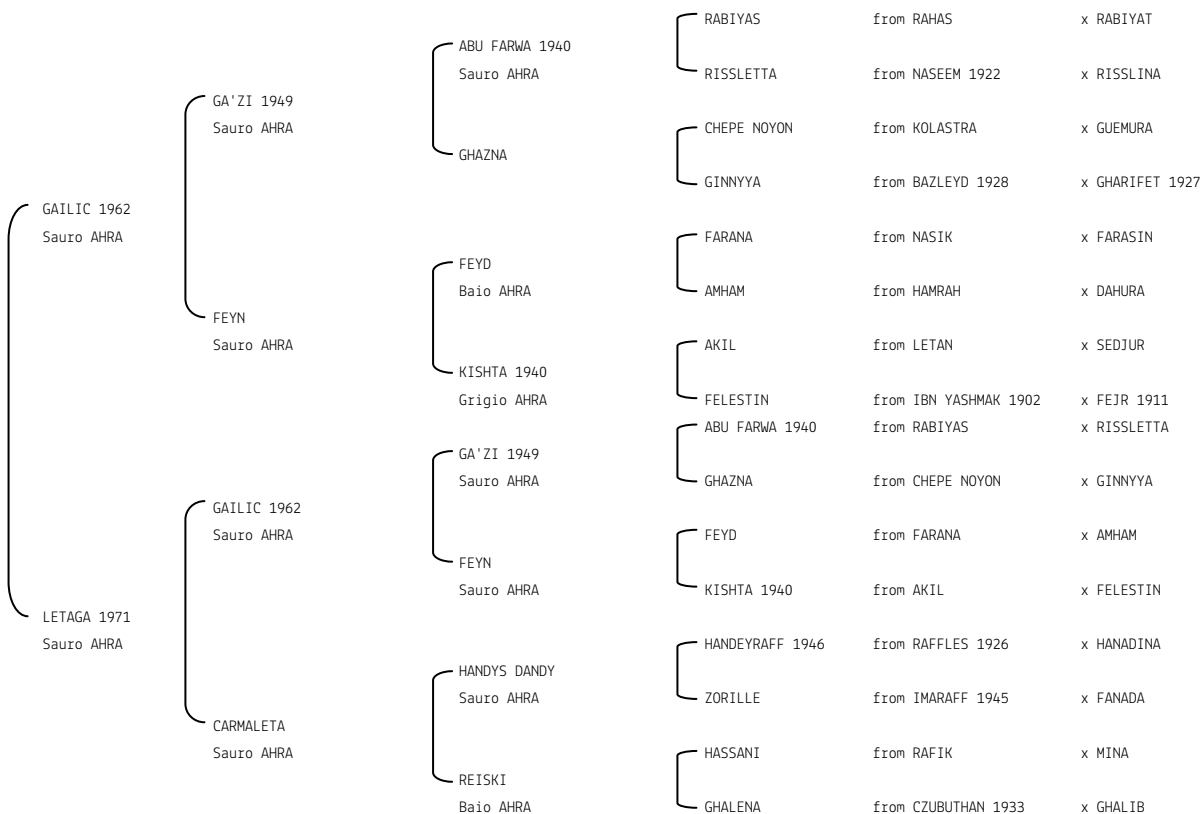 RABIYAS from RAHAS x RABIYAT
ABU FARWA 1940
Sauro AHRA RISSLETTA from NASEEM 1922 x RISSLINA
GA'ZI 1949
Sauro AHRA CHEPE NOYON from KOLASTRA x GUEMURA
GHAZNA
GINNYYA from BAZLEYD 1928 x GHARIFET 1927
GAILIC 1962
Sauro AHRA FARANA from NASIK x FARASIN
FEYD
Baio AHRA AMHAM from HAMRAH x DAHURA
FEYN
Sauro AHRA AKIL from LETAN x SEDJUR
KISHTA 1940
Grigio AHRA FELESTIN from IBN YASHMAK 1902 x FEJR 1911
ABU FARWA 1940 from RABIYAS x RISSLETTA
GA'ZI 1949
Sauro AHRA GHAZNA from CHEPE NOYON x GINNYYA
GAILIC 1962
Sauro AHRA FEYD from FARANA x AMHAM
FEYN
Sauro AHRA KISHTA 1940 from AKIL x FELESTIN
LETAGA 1971
Sauro AHRA HANDEYRAFF 1946 from RAFFLES 1926 x HANADINA
HANDYS DANDY
Sauro AHRA ZORILLE from IMARAFF 1945 x FANADA
CARMALETA
Sauro AHRA HASSANI from RAFIK x MINA
REISKI
Baio AHRA GHALENA from CZUBUTHAN 1933 x GHALIB